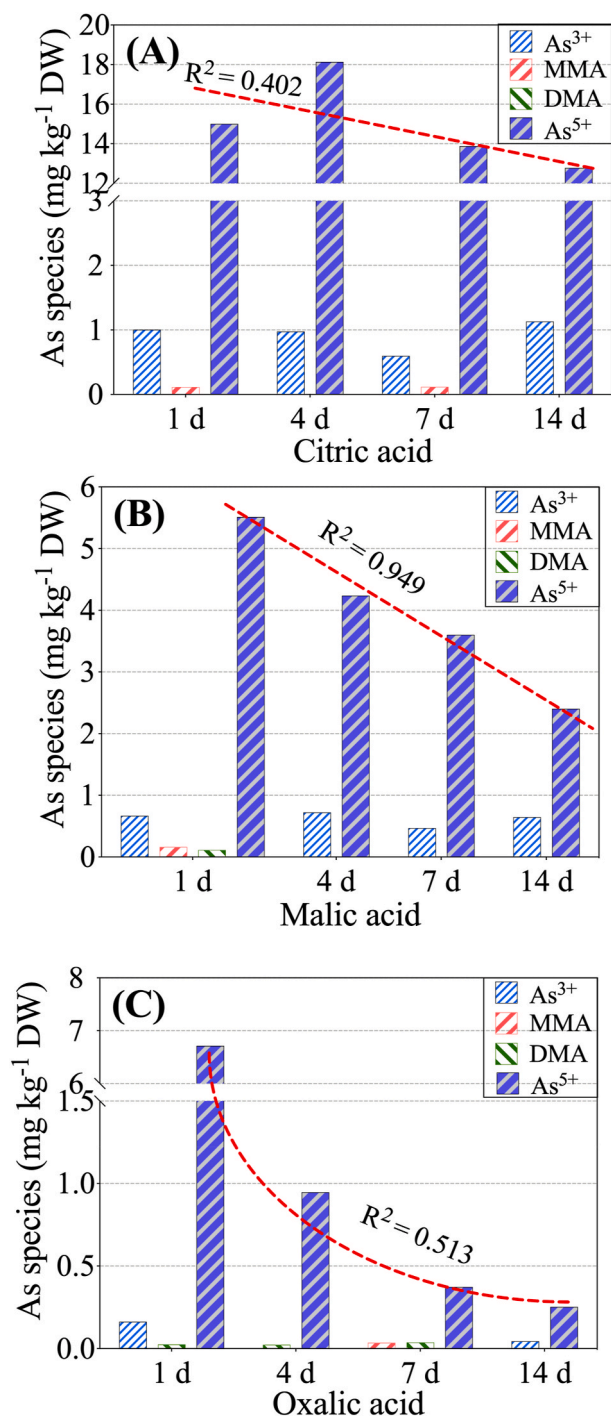 (A)
R² = 0.402
As³⁺
MMA
DMA
As⁵⁺
As species (mg kg⁻¹ DW)
20
18
16
14
12
3
2
1
0
1 d 4 d 7 d 14 d
Citric acid
(B)
R² = 0.949
As³⁺
MMA
DMA
As⁵⁺
As species (mg kg⁻¹ DW)
6
5
4
3
2
1
0
1 d 4 d 7 d 14 d
Malic acid
(C)
R² = 0.513
As³⁺
MMA
DMA
As⁵⁺
As species (mg kg⁻¹ DW)
8
7
6
1.5
1.0
0.5
0.0
1 d 4 d 7 d 14 d
Oxalic acid